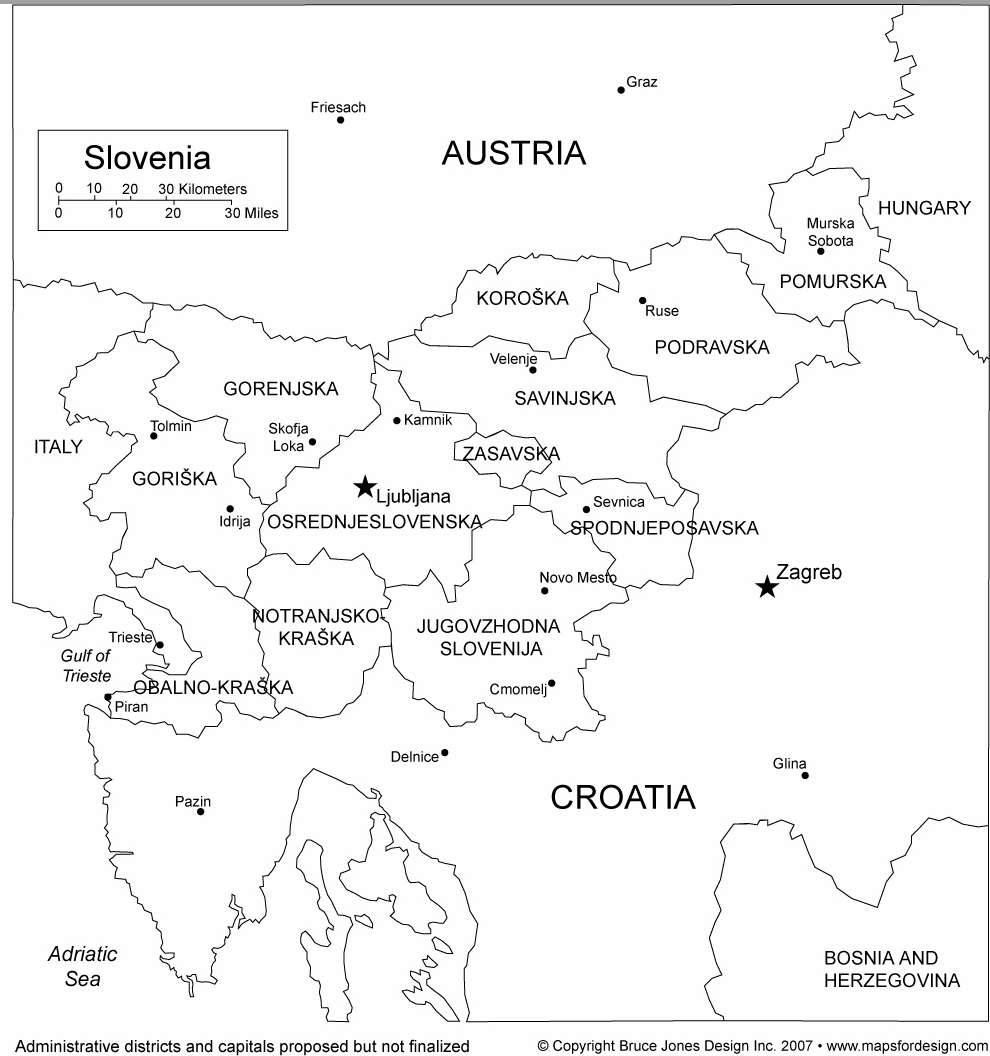 Graz
Friesach
AUSTRIA
Slovenia
0 10 20 30 Kilometers
0 10 20 30 Miles
HUNGARY
Murska
Sobota
POMURSKA
KOROŠKA
Ruse
PODRAVSKA
Velenje
SAVINJSKA
GORENJSKA
Kamnik
Skofja
Loka
Tolmin
ITALY
ZASAVSKA
GORIŠKA
Ljubljana
Idrija
OSREDNJESLOVENSKA
Sevnica
SPODNJEPOSAVSKA
Zagreb
Novo Mesto
NOTRANJSKO-
KRAŠKA
JUGOVZHODNA
SLOVENIJA
Trieste
Gulf of
Trieste
OBALNO-KRAŠKA
Piran
Cmomelj
Delnice
Glina
CROATIA
Pazin
Adriatic
Sea
BOSNIA AND
HERZEGOVINA
Administrative districts and capitals proposed but not finalized
© Copyright Bruce Jones Design Inc. 2007 • www.mapsfordesign.com